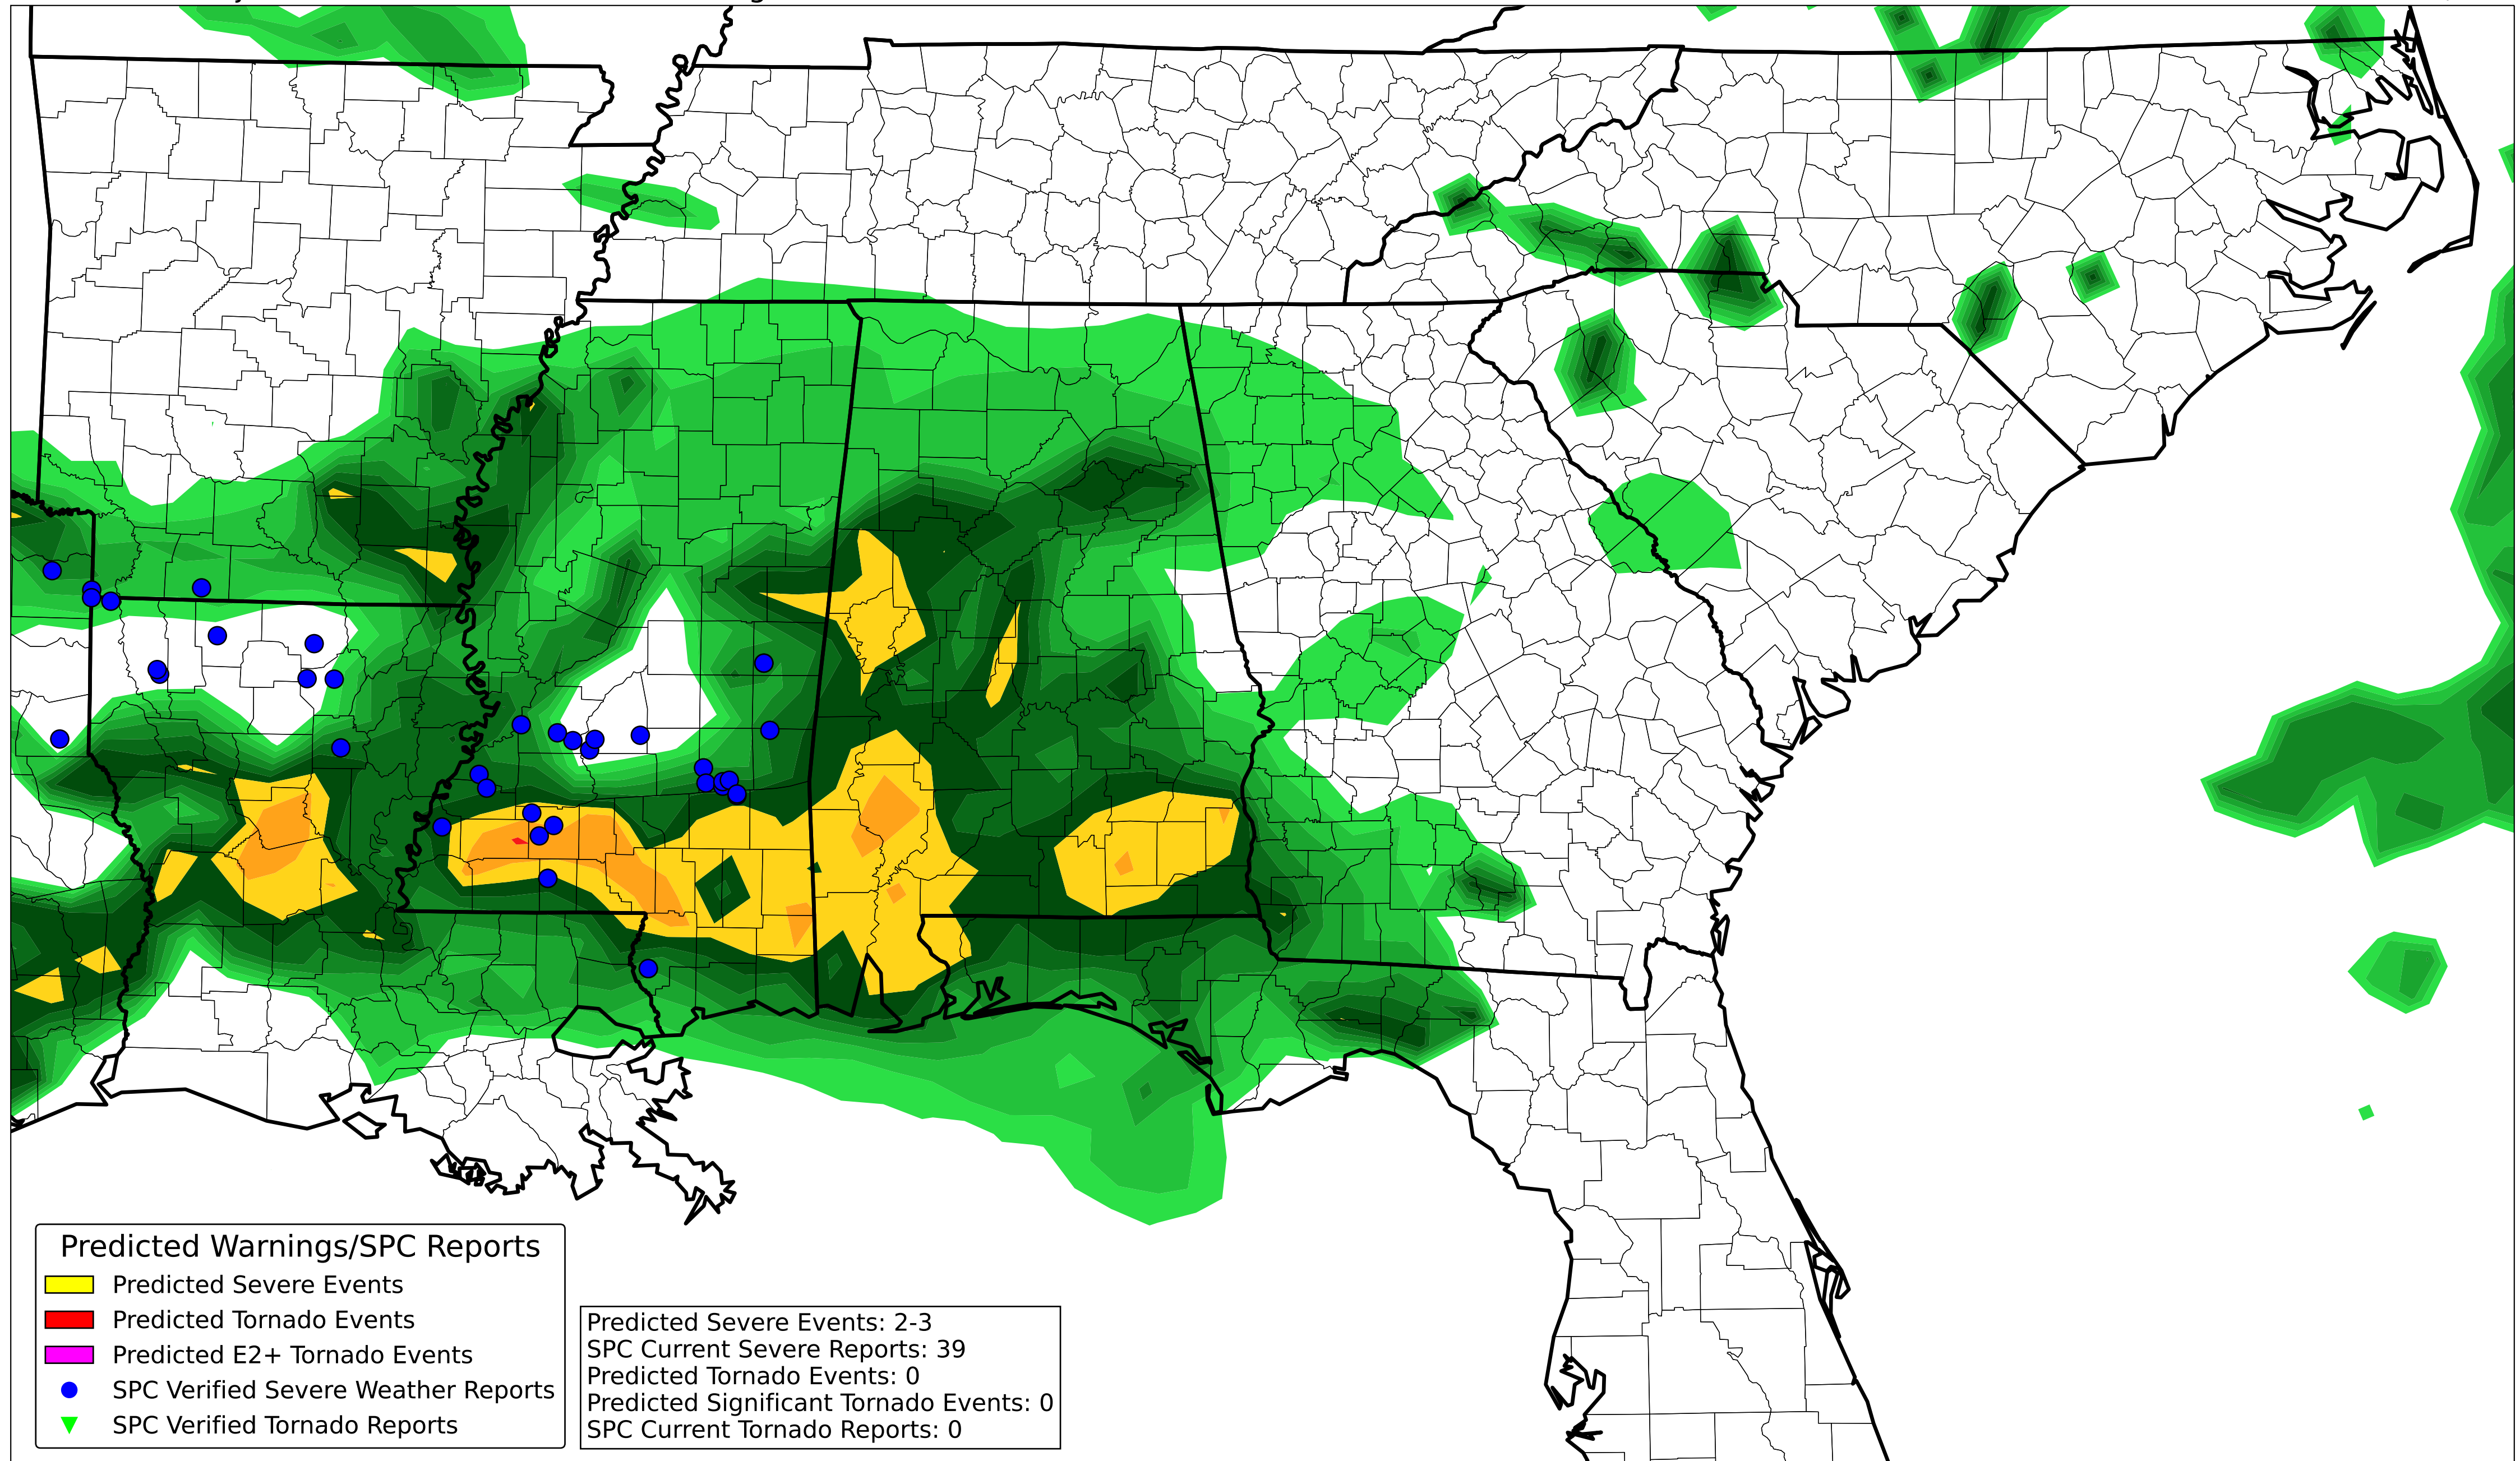 Predicted Warnings/SPC Reports
Predicted Severe Events
Predicted Tornado Events
Predicted E2+ Tornado Events
SPC Verified Severe Weather Reports
SPC Verified Tornado Reports
Predicted Severe Events: 2-3
SPC Current Severe Reports: 39
Predicted Tornado Events: 0
Predicted Significant Tornado Events: 0
SPC Current Tornado Reports: 0